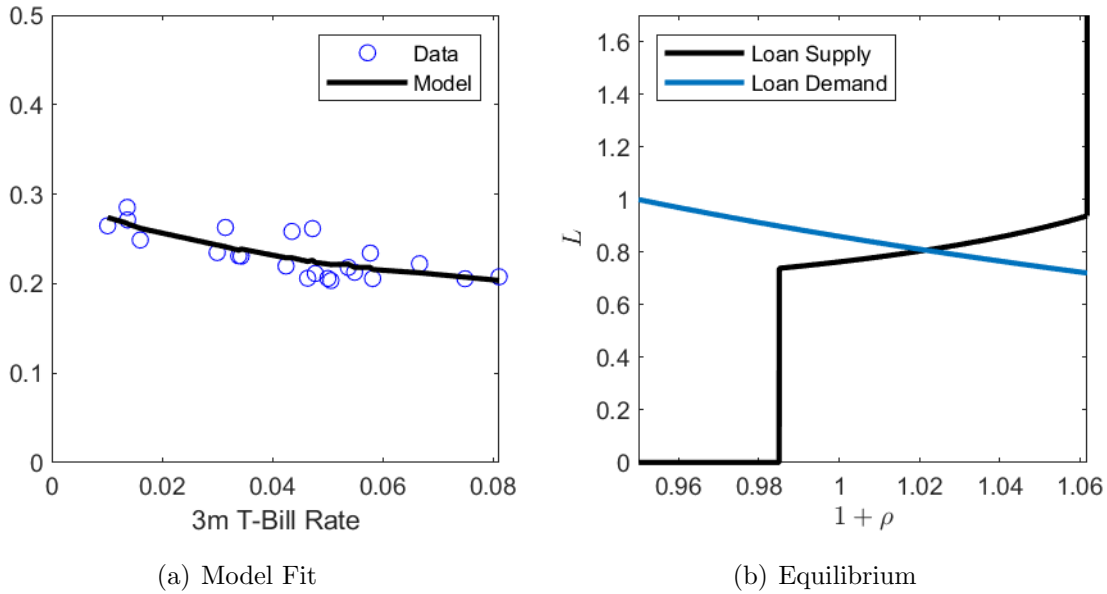 0.5
0.4
0.3
0.2
0.1
0
0
0.02
0.04
0.06
0.08
3m T-Bill Rate
Data
Model
(a) Model Fit
1.6
1.4
1.2
1
0.8
0.6
0.4
0.2
0
L
0.96
0.98
1
1.02
1.04
1.06
1 + ρ
Loan Supply
Loan Demand
(b) Equilibrium